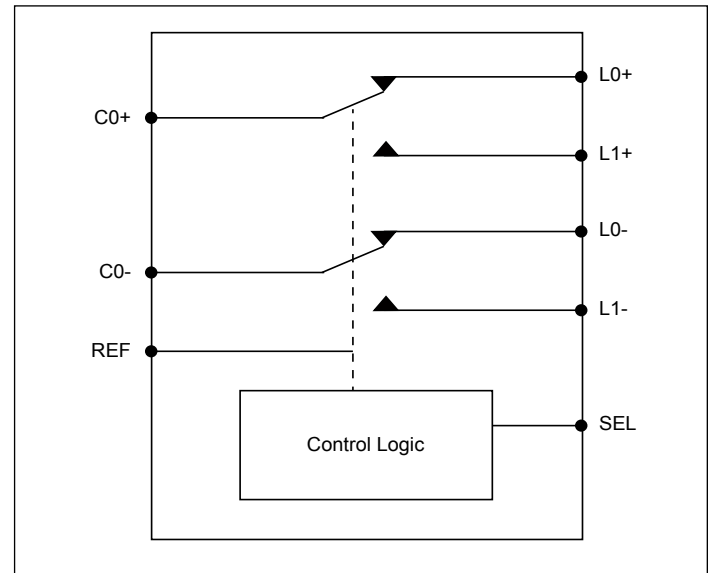 L0+
C0+
L1+
L0-
C0-
L1-
REF
SEL
Control Logic